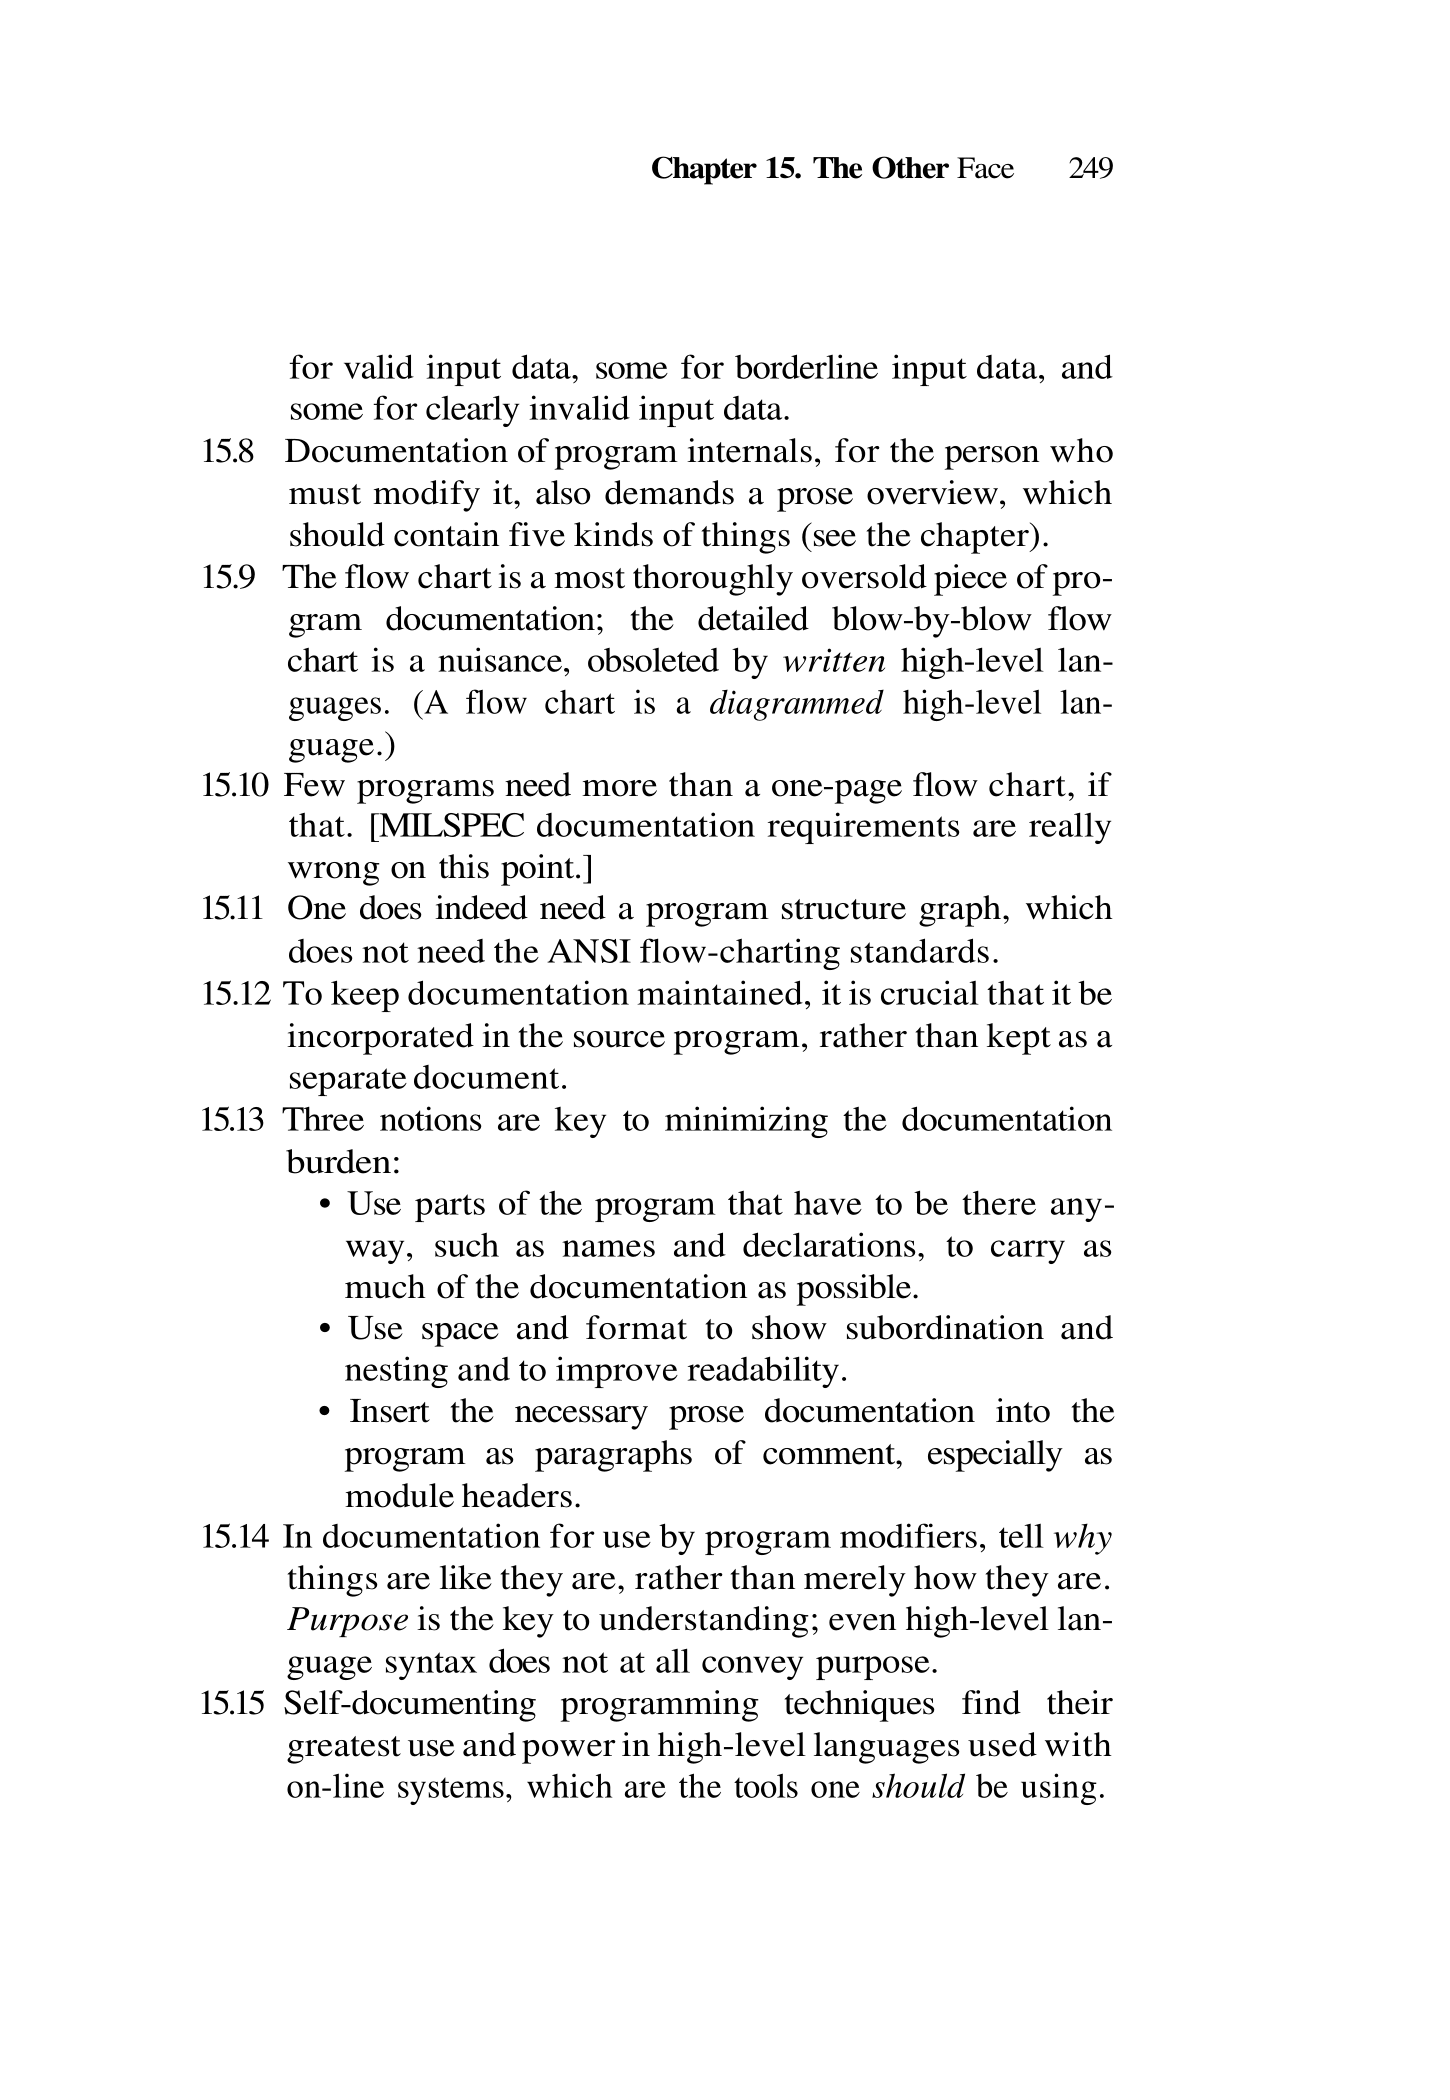 Chapter 15. The Other Face 249
for valid input data, some for borderline input data, and
some for clearly invalid input data.
15.8 Documentation of program internals, for the person who
must modify it, also demands a prose overview, which
should contain five kinds of things (see the chapter).
15.9 The flow chart is a most thoroughly oversold piece of pro-
gram documentation; the detailed blow-by-blow flow
chart is a nuisance, obsoleted by written high-level lan-
guages. (A flow chart is a diagrammed high-level lan-
guage.)
15.10 Few programs need more than a one-page flow chart, if
that. [MILSPEC documentation requirements are really
wrong on this point.]
15.11 One does indeed need a program structure graph, which
does not need the ANSI flow-charting standards.
15.12 To keep documentation maintained, it is crucial that it be
incorporated in the source program, rather than kept as a
separate document.
15.13 Three notions are key to minimizing the documentation
burden:
• Use parts of the program that have to be there any-
way, such as names and declarations, to carry as
much of the documentation as possible.
• Use space and format to show subordination and
nesting and to improve readability.
• Insert the necessary prose documentation into the
program as paragraphs of comment, especially as
module headers.
15.14 In documentation for use by program modifiers, tell why
things are like they are, rather than merely how they are.
Purpose is the key to understanding; even high-level lan-
guage syntax does not at all convey purpose.
15.15 Self-documenting programming techniques find their
greatest use and power in high-level languages used with
on-line systems, which are the tools one should be using.